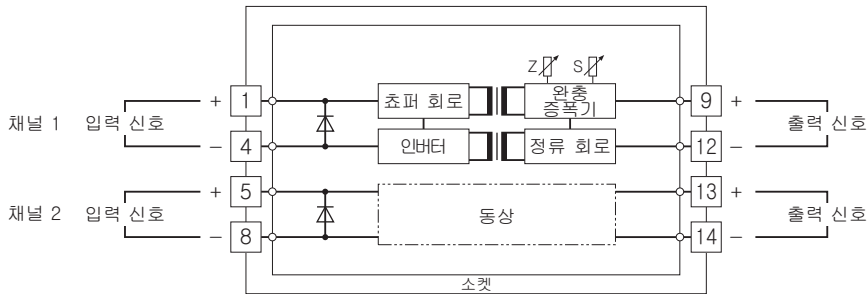 Z S
+ 1 초퍼 회로 완충 증폭기 9 +
채널 1 입력 신호 출력 신호
− 4 인버터 정류 회로 12 −
+ 5 13 +
채널 2 입력 신호 동상 출력 신호
− 8 14 −
소켓